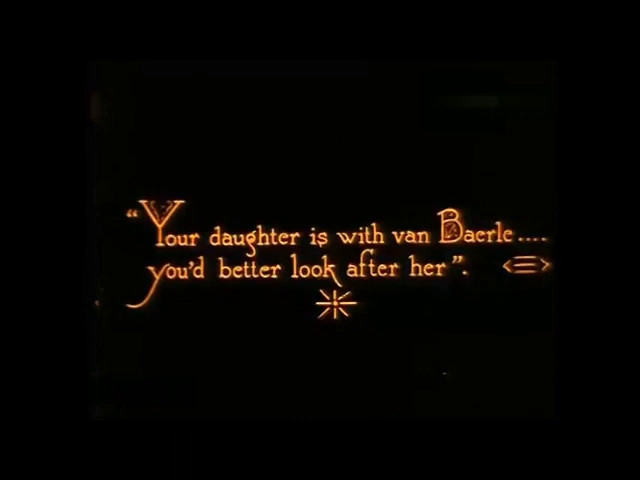 “Your daughter is with van Baerle....
you'd better look after her”.